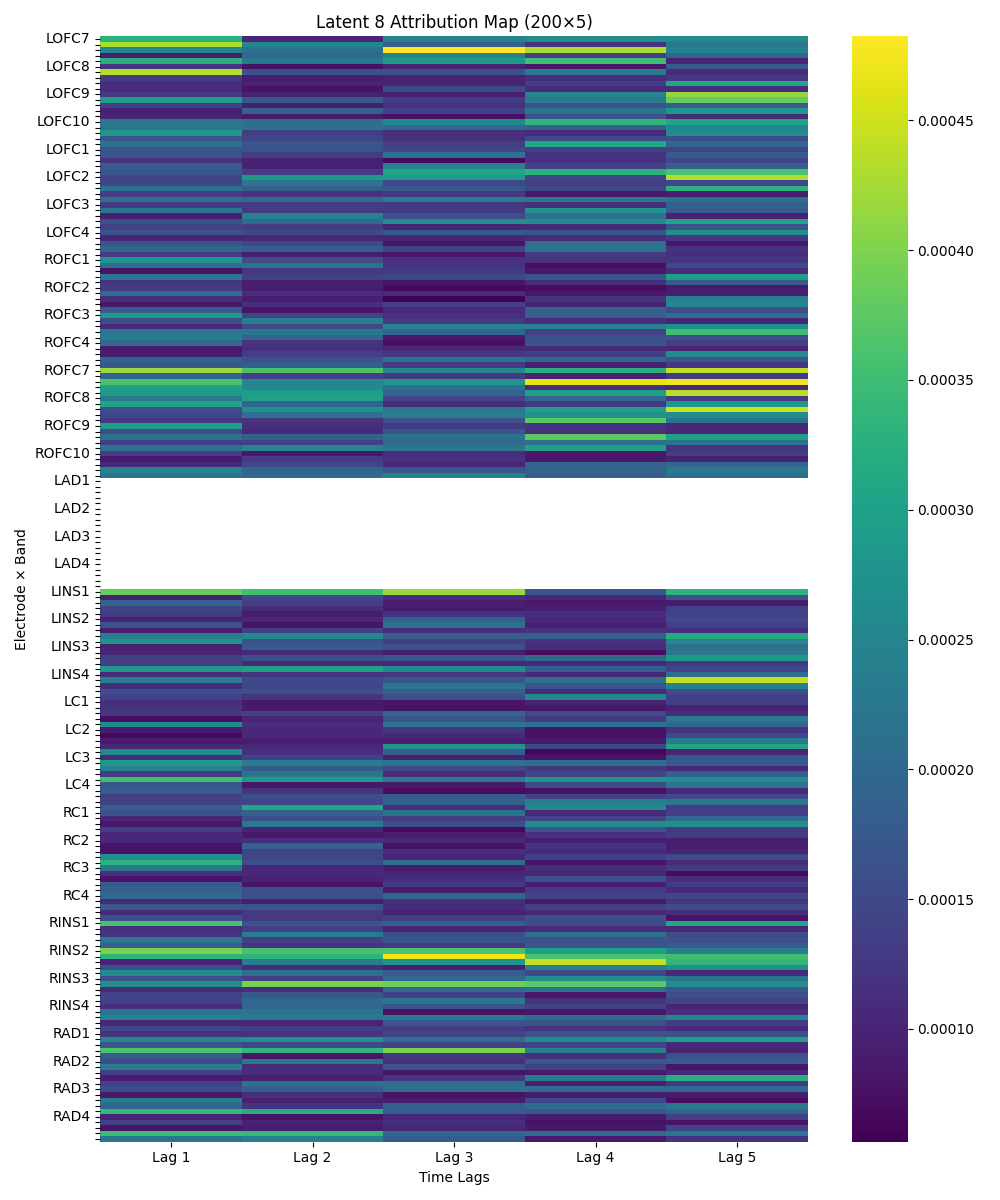 Latent 8 Attribution Map (200×5)
LOFC7
LOFC8
LOFC9
LOFC10
LOFC1
LOFC2
LOFC3
LOFC4
ROFC1
ROFC2
ROFC3
ROFC4
ROFC7
ROFC8
ROFC9
ROFC10
LAD1
LAD2
LAD3
LAD4
LINS1
LINS2
LINS3
LINS4
LC1
LC2
LC3
LC4
RC1
RC2
RC3
RC4
RINS1
RINS2
RINS3
RINS4
RAD1
RAD2
RAD3
RAD4
Electrode × Band
Lag 1 Lag 2 Lag 3 Lag 4 Lag 5
Time Lags
0.00045
0.00040
0.00035
0.00030
0.00025
0.00020
0.00015
0.00010